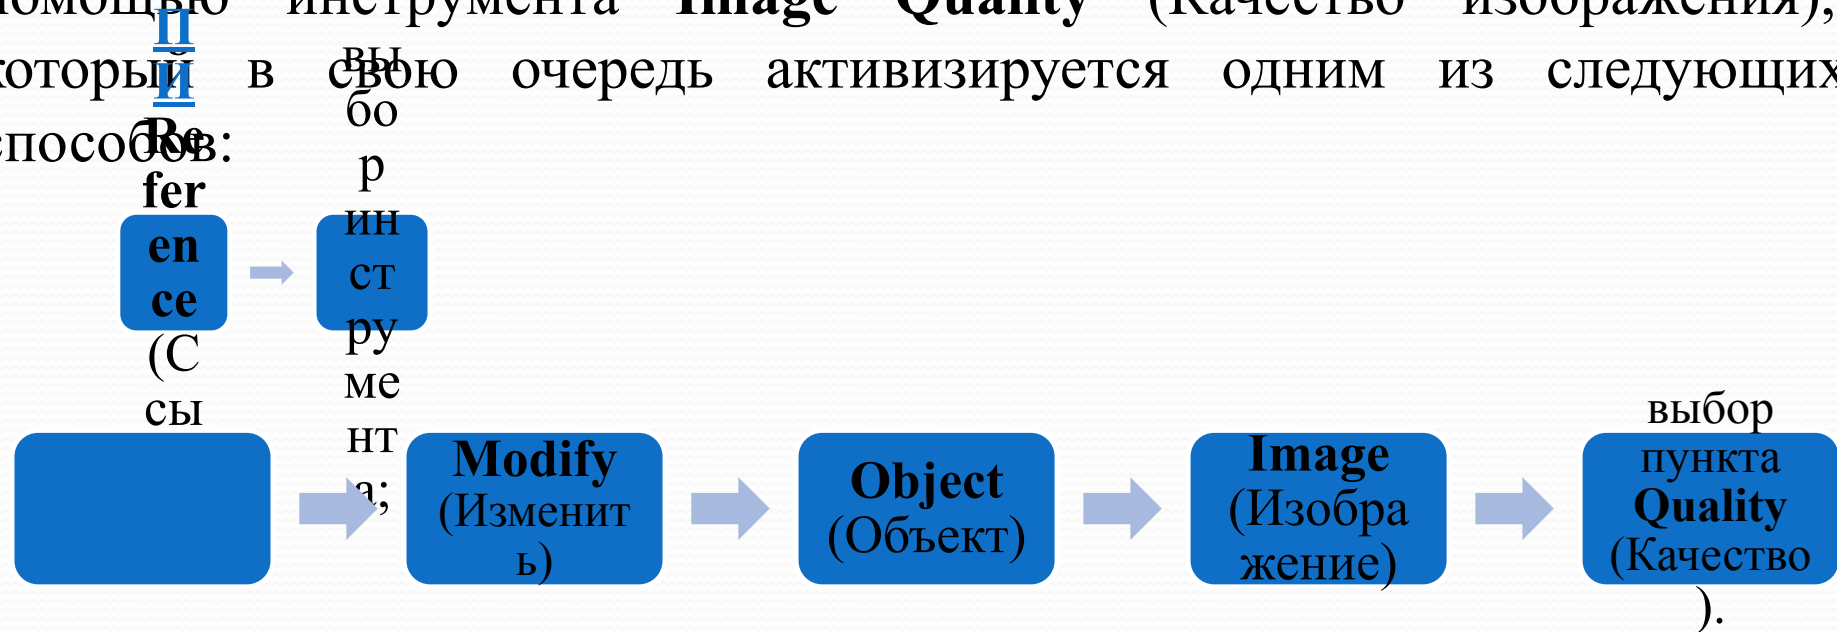 помощью инструмента Image Quality (Качество изображения),
который в свою очередь активизируется одним из следующих
способов:
П
И
Re
fer
en
ce
(С
сы
вы
бо
р
ин
ст
ру
ме
нт
а;
Modify
(Изменит
ь)
Object
(Объект)
Image
(Изобра
жение)
выбор
пункта
Quality
(Качество
).